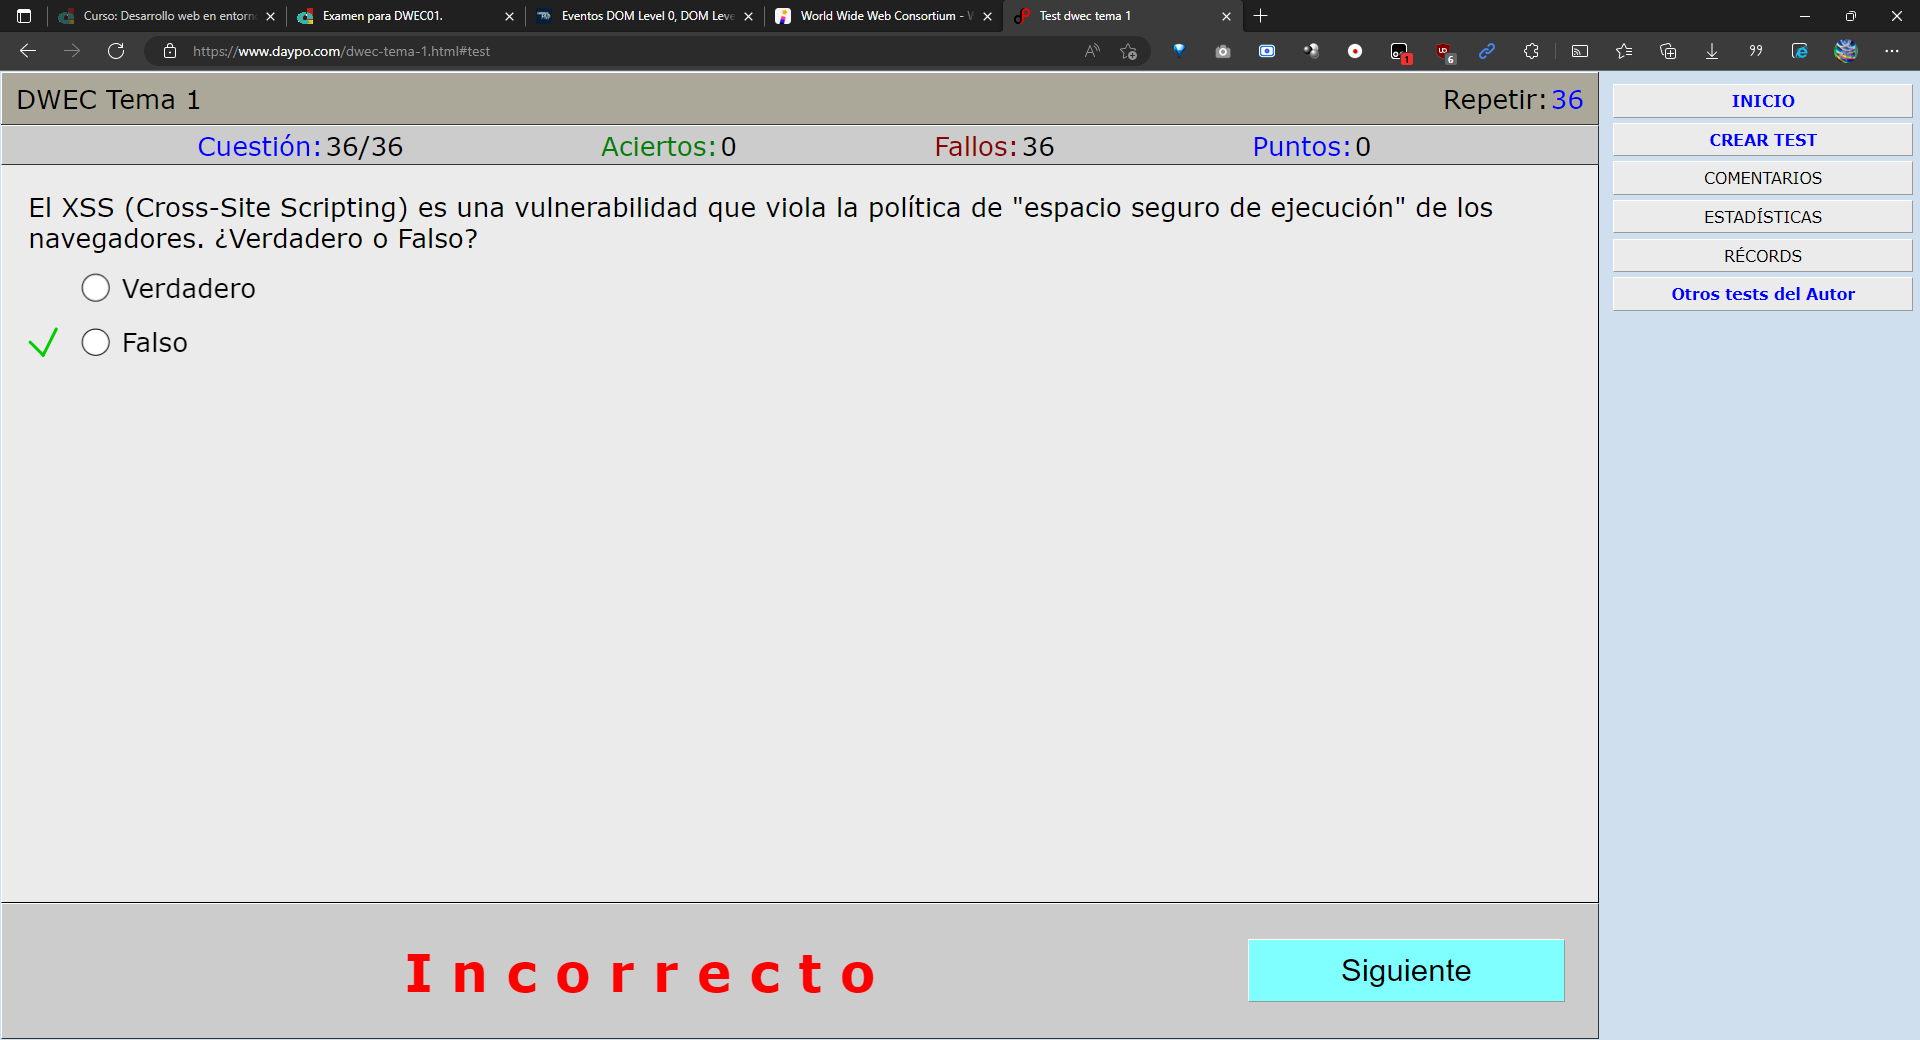 Curso: Desarrollo web en entorn
Examen para DWEC01.
Eventos DOM Level 0, DOM Leve
World Wide Web Consortium - W
Test dwec tema 1
https://www.daypo.com/dwec-tema-1.html#test
1
6
DWEC Tema 1
Repetir: 36
Cuestión: 36/36
Aciertos: 0
Fallos: 36
Puntos: 0
El XSS (Cross-Site Scripting) es una vulnerabilidad que viola la política de "espacio seguro de ejecución" de los
navegadores. ¿Verdadero o Falso?
Verdadero
Falso
Incorrecto
Siguiente
INICIO
CREAR TEST
COMENTARIOS
ESTADÍSTICAS
RÉCORDS
Otros tests del Autor